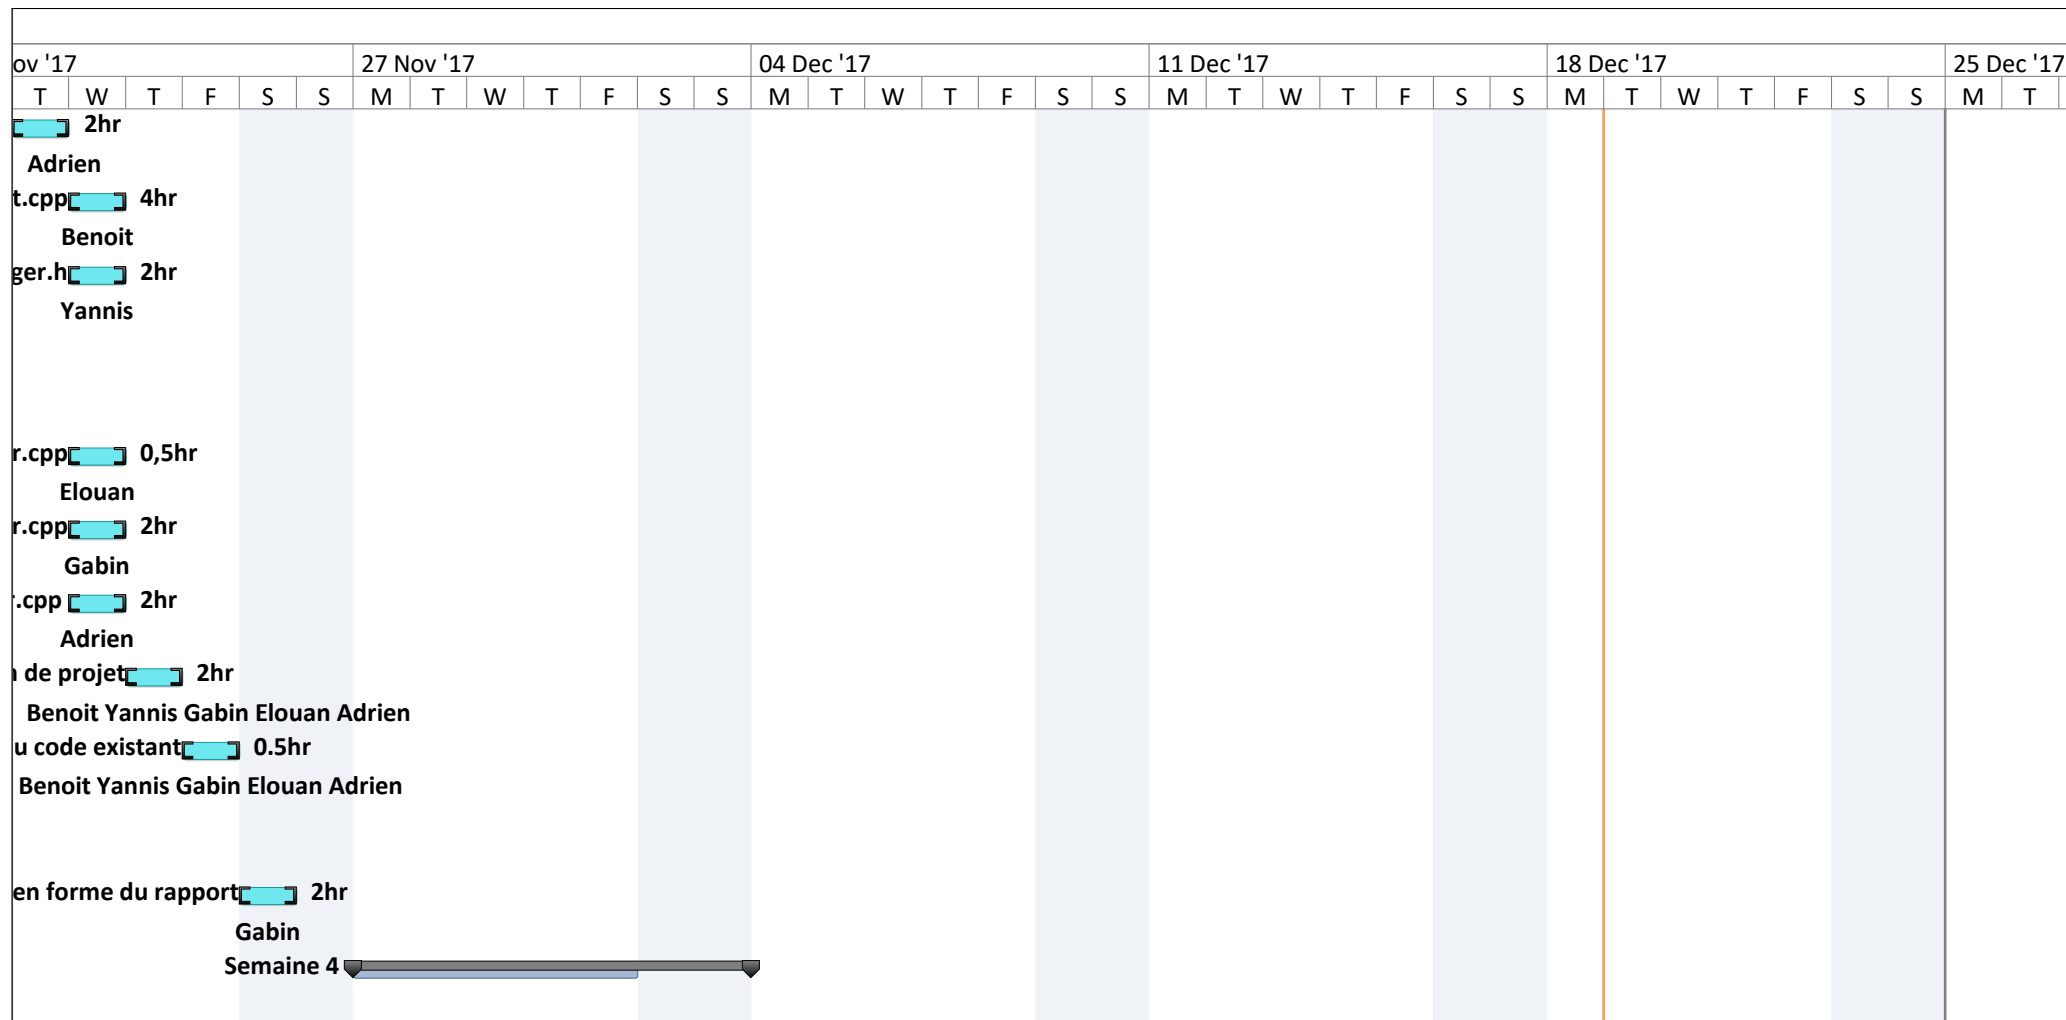 ov '17 27 Nov '17 04 Dec '17 11 Dec '17 18 Dec '17 25 Dec '17
T W T F S S M T W T F S S M T W T F S S M T W T F S S M T W T F S S M T
2hr
Adrien
t.cpp 4hr
Benoit
ger.h 2hr
Yannis
r.cpp 0,5hr
Elouan
r.cpp 2hr
Gabin
.cpp 2hr
Adrien
de projet 2hr
Benoit Yannis Gabin Elouan Adrien
u code existant 0.5hr
Benoit Yannis Gabin Elouan Adrien
en forme du rapport 2hr
Gabin
Semaine 4